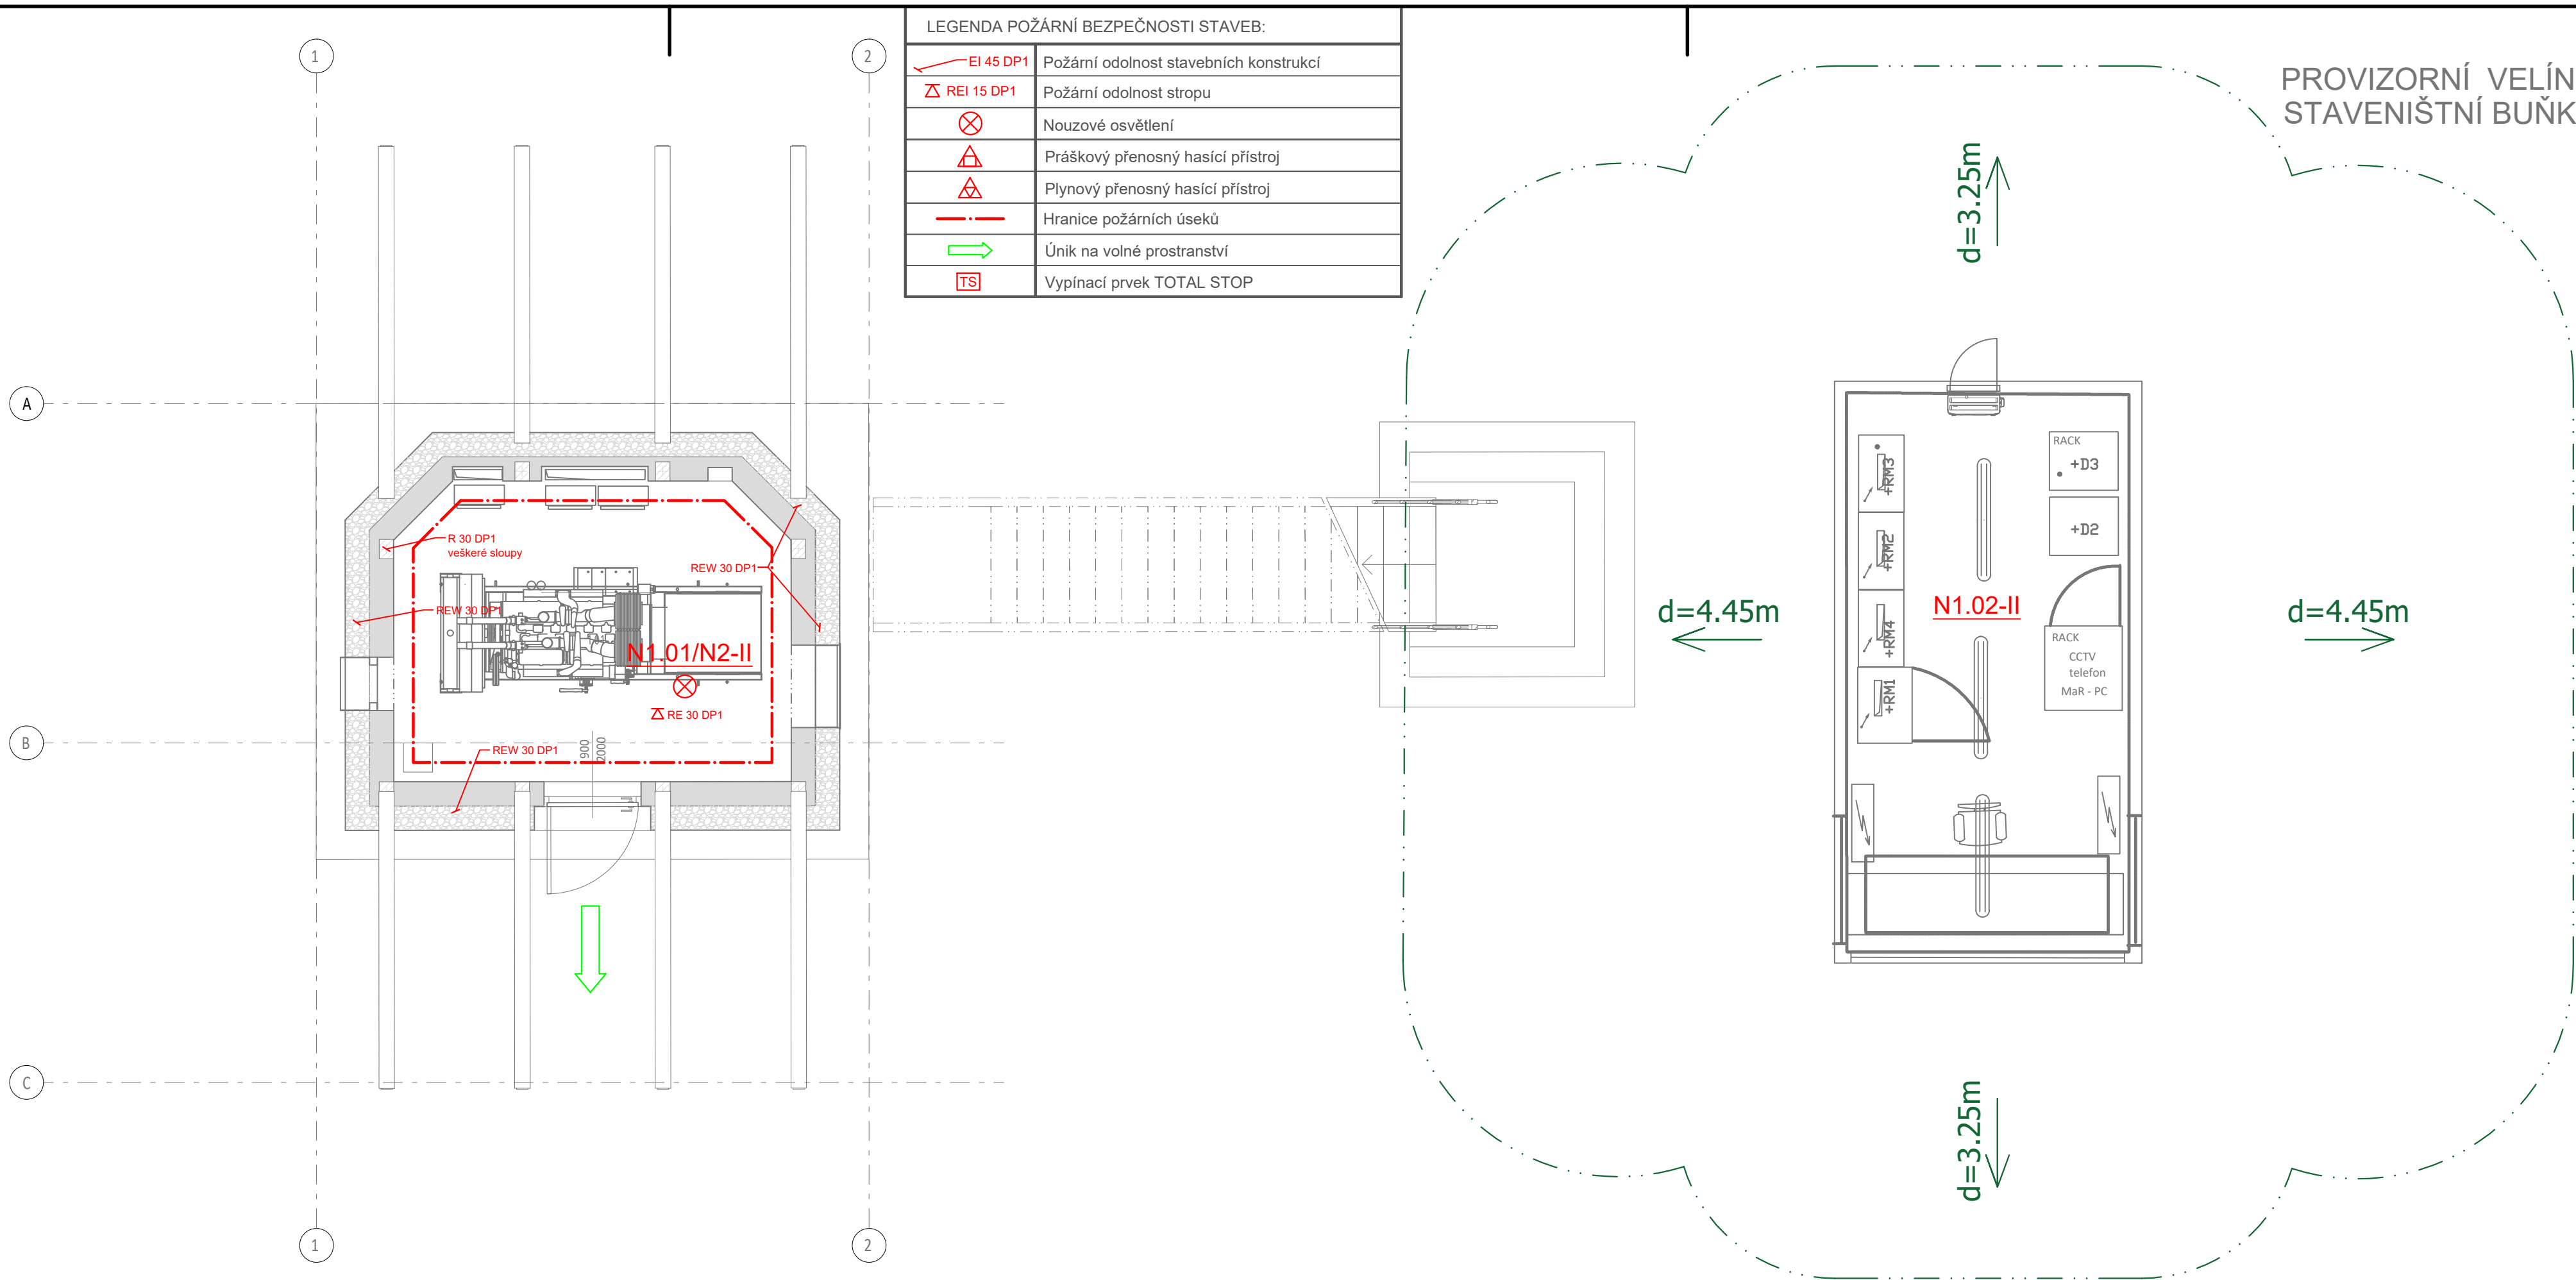 LEGENDA POŽÁRNÍ BEZPEČNOSTI STAVEB:
EI 45 DP1 Požární odolnost stavebních konstrukcí
REI 15 DP1 Požární odolnost stropu
Nouzové osvětlení
Práškový přenosný hasící přístroj
Plynový přenosný hasící přístroj
Hranice požárních úseků
Únik na volné prostranství
TS Vypínací prvek TOTAL STOP
PROVIZORNÍ VELÍN
STAVENIŠTNÍ BUŇK
1
2
A
B
C
1
2
R 30 DP1
veškeré sloupy
REW 30 DP1
REW 30 DP1
N1.01/N2-II
RE 30 DP1
REW 30 DP1
900
2000
d=3.25m
d=4.45m
d=4.45m
d=3.25m
+RM3
+RM2
+RM4
+RM1
RACK
+D3
+D2
N1.02-II
RACK
CCTV
telefon
MaR - PC